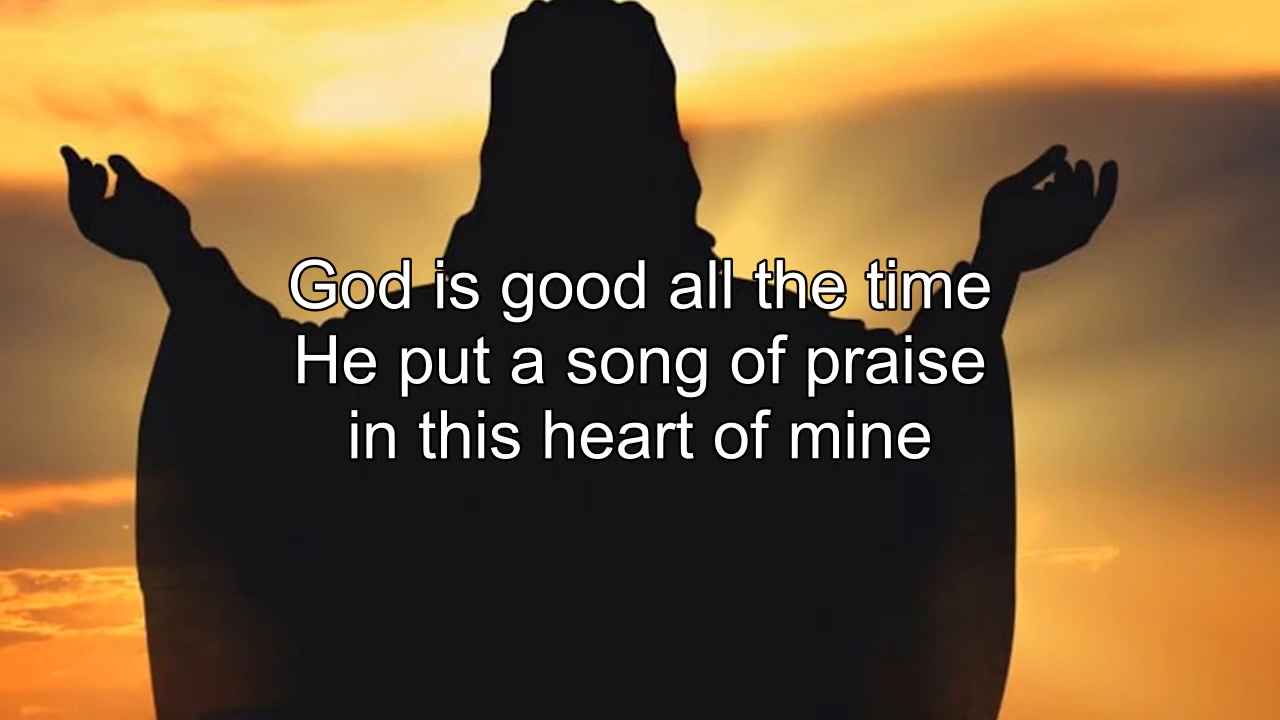 God is good all the time
He put a song of praise
in this heart of mine